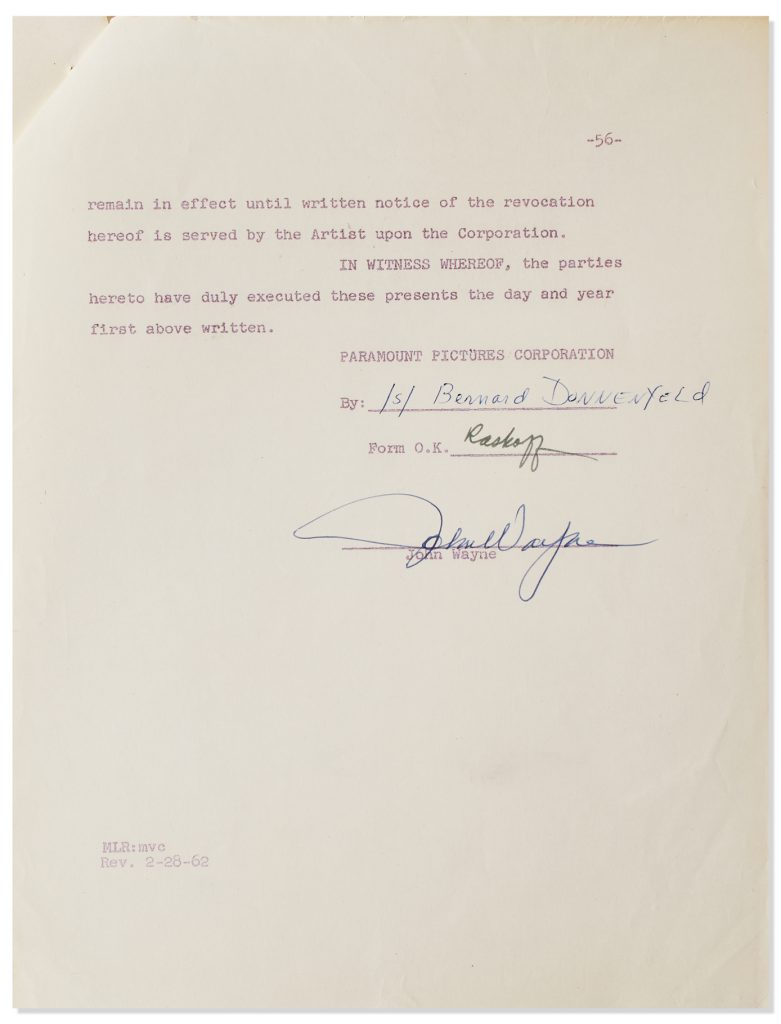 -56-
remain in effect until written notice of the revocation
hereof is served by the Artist upon the Corporation.
IN WITNESS WHEREOF, the parties
hereto have duly executed these presents the day and year
first above written.
PARAMOUNT PICTURES CORPORATION
By: /s/ Bernard Donnenfeld
Form O.K. Raskoff
John Wayne
John Wayne
MLR:mvc
Rev. 2-28-62